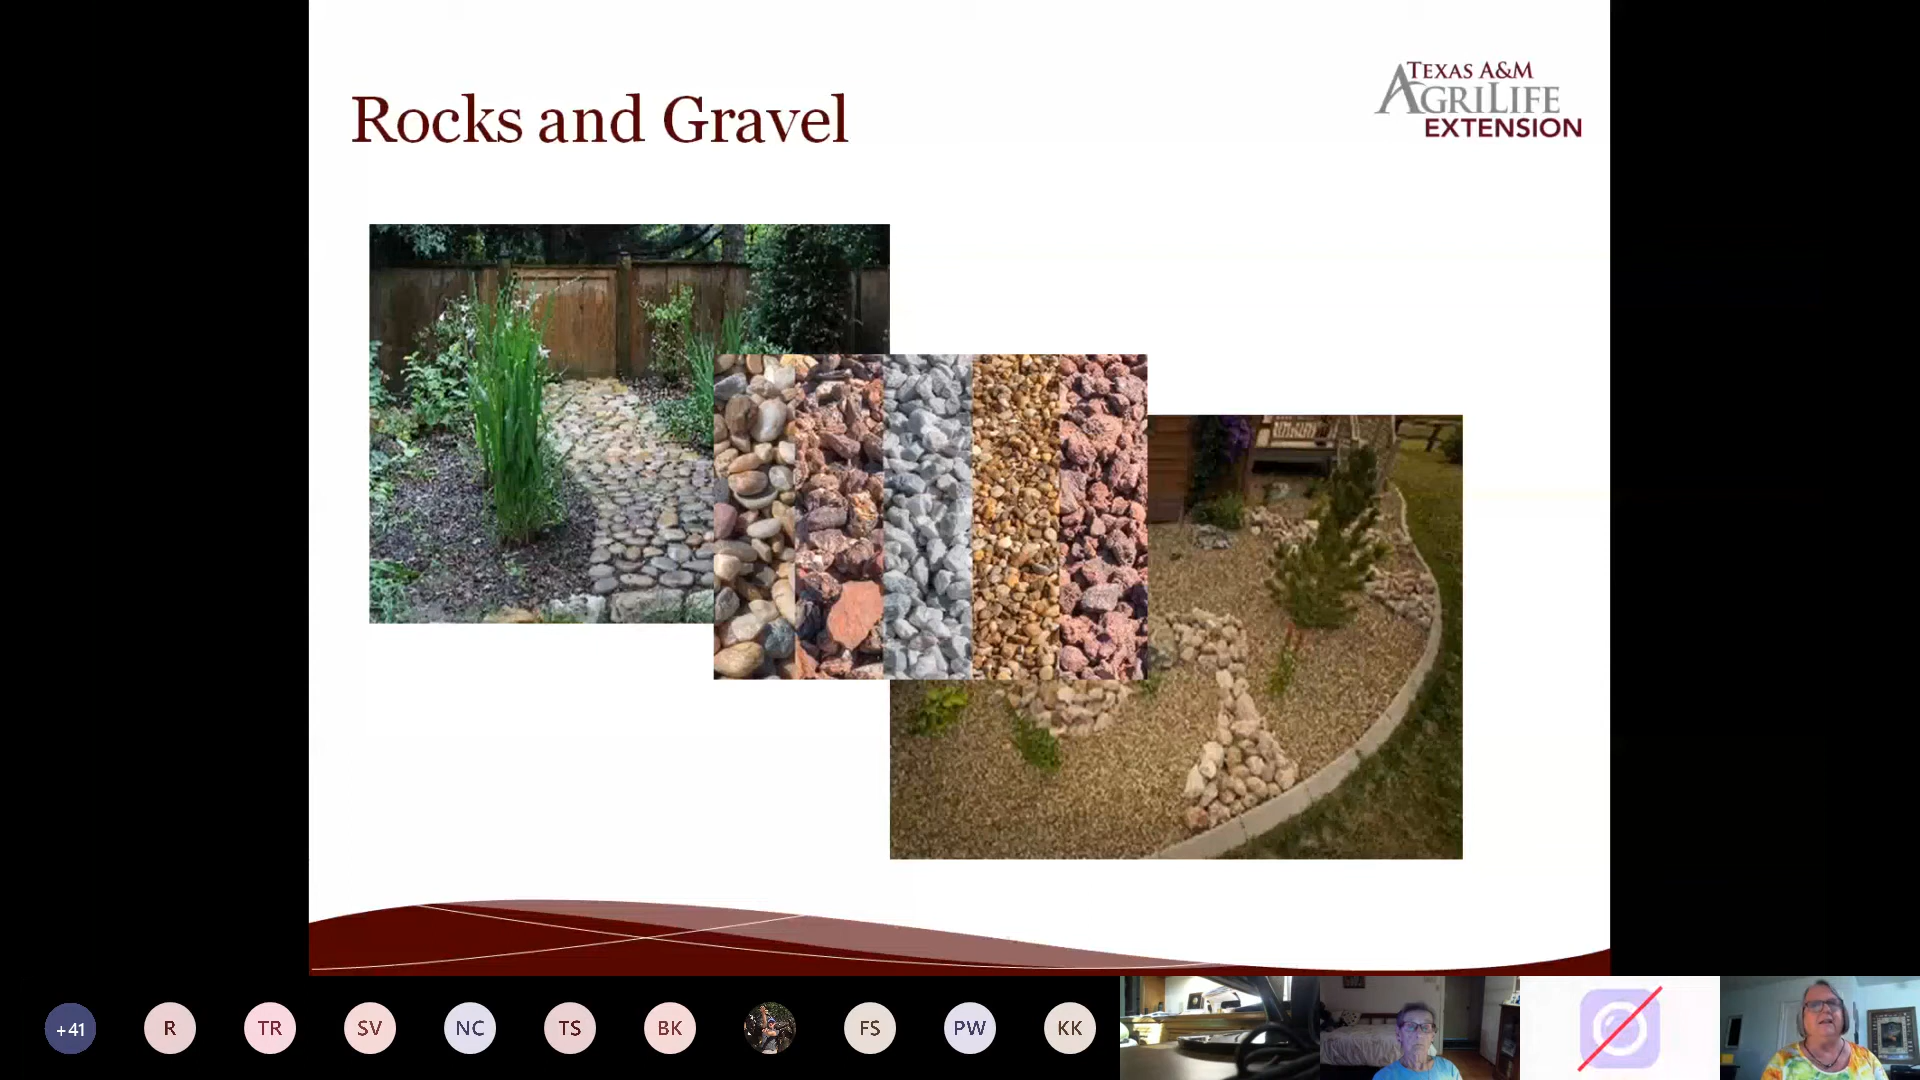 Rocks and Gravel
TEXAS A&M
AGRILIFE
EXTENSION
+41
R
TR
SV
NC
TS
BK
FS
PW
KK